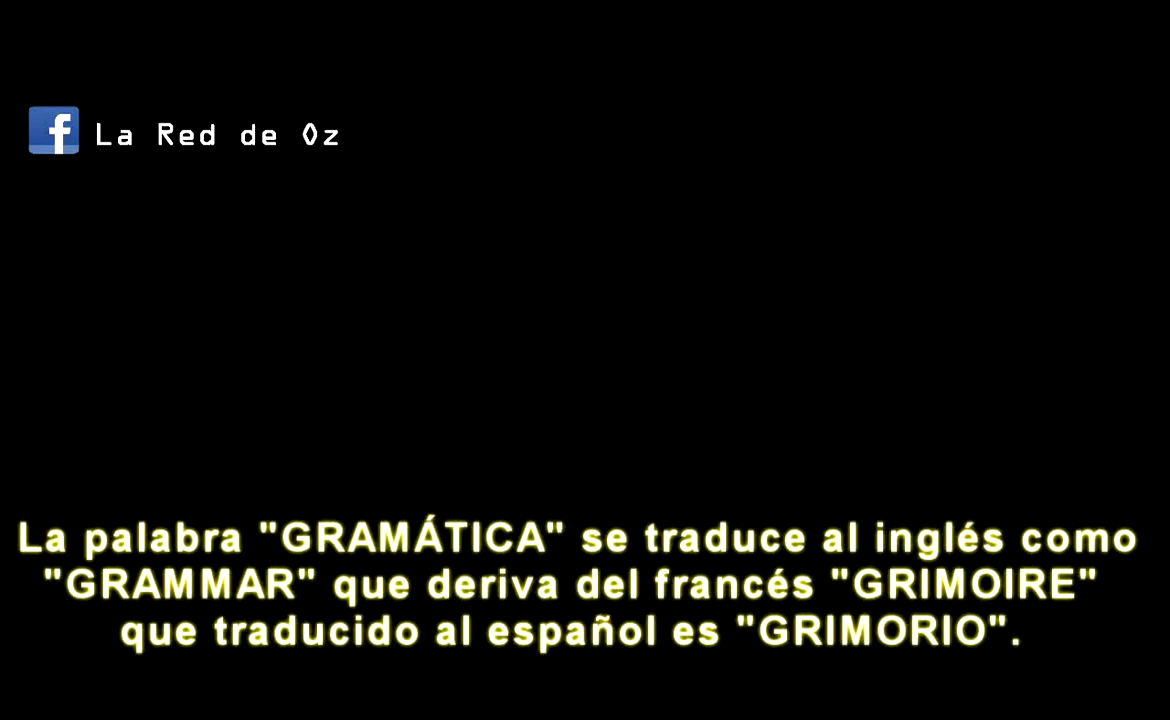 La Red de Oz
La palabra "GRAMÁTICA" se traduce al inglés como
"GRAMMAR" que deriva del francés "GRIMOIRE"
que traducido al español es "GRIMORIO".